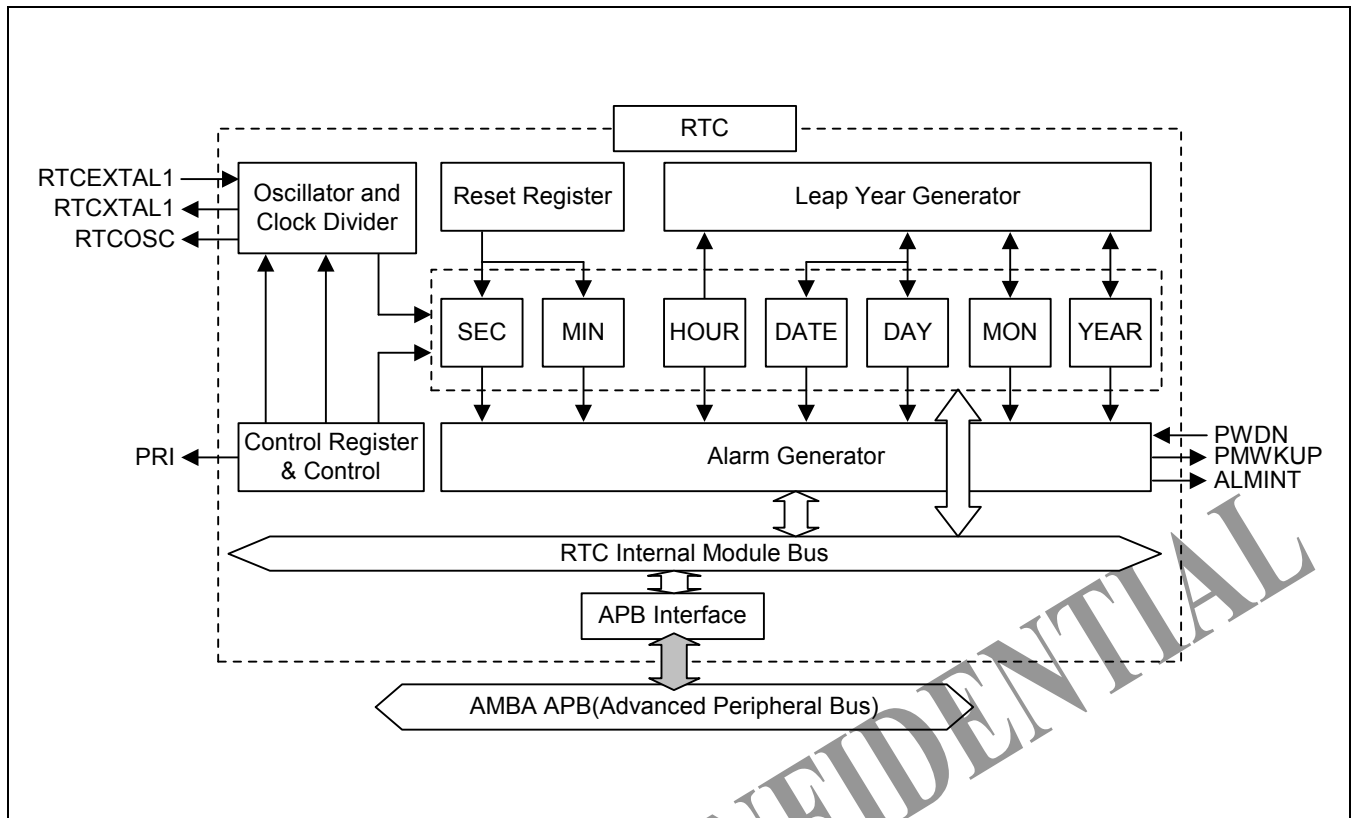 RTC
RTCEXTAL1
RTCXTAL1
RTCOSC
Oscillator and
Clock Divider
Reset Register
Leap Year Generator
SEC
MIN
HOUR
DATE
DAY
MON
YEAR
PRI
Control Register
& Control
Alarm Generator
PWDN
PMWKUP
ALMINT
RTC Internal Module Bus
APB Interface
AMBA APB(Advanced Peripheral Bus)
NFIDENTIAL